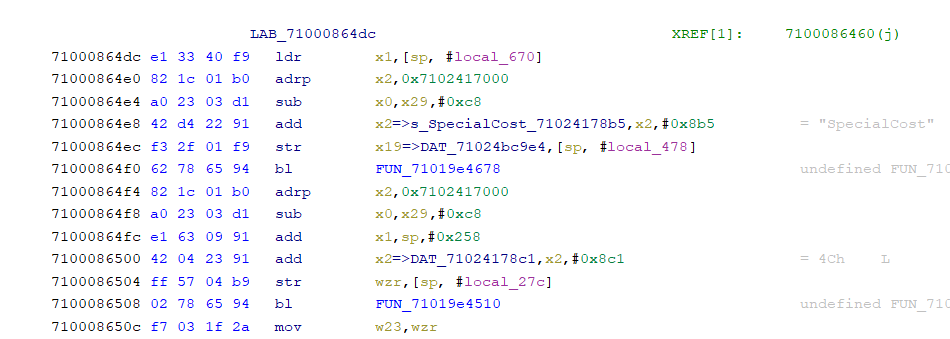 LAB_71000864dc XREF[1]: 7100086460(j)
71000864dc e1 33 40 f9 ldr x1,[sp, #local_670]
71000864e0 82 1c 01 b0 adrp x2,0x7102417000
71000864e4 a0 23 03 d1 sub x0,x29,#0xc8
71000864e8 42 d4 22 91 add x2=>s_SpecialCost_71024178b5,x2,#0x8b5 = "SpecialCost"
71000864ec f3 2f 01 f9 str x19=>DAT_71024bc9e4,[sp, #local_478]
71000864f0 62 78 65 94 bl FUN_71019e4678 undefined FUN_710
71000864f4 82 1c 01 b0 adrp x2,0x7102417000
71000864f8 a0 23 03 d1 sub x0,x29,#0xc8
71000864fc e1 63 09 91 add x1,sp,#0x258
7100086500 42 04 23 91 add x2=>DAT_71024178c1,x2,#0x8c1 = 4Ch L
7100086504 ff 57 04 b9 str wzr,[sp, #local_27c]
7100086508 02 78 65 94 bl FUN_71019e4510 undefined FUN_710
710008650c f7 03 1f 2a mov w23,wzr